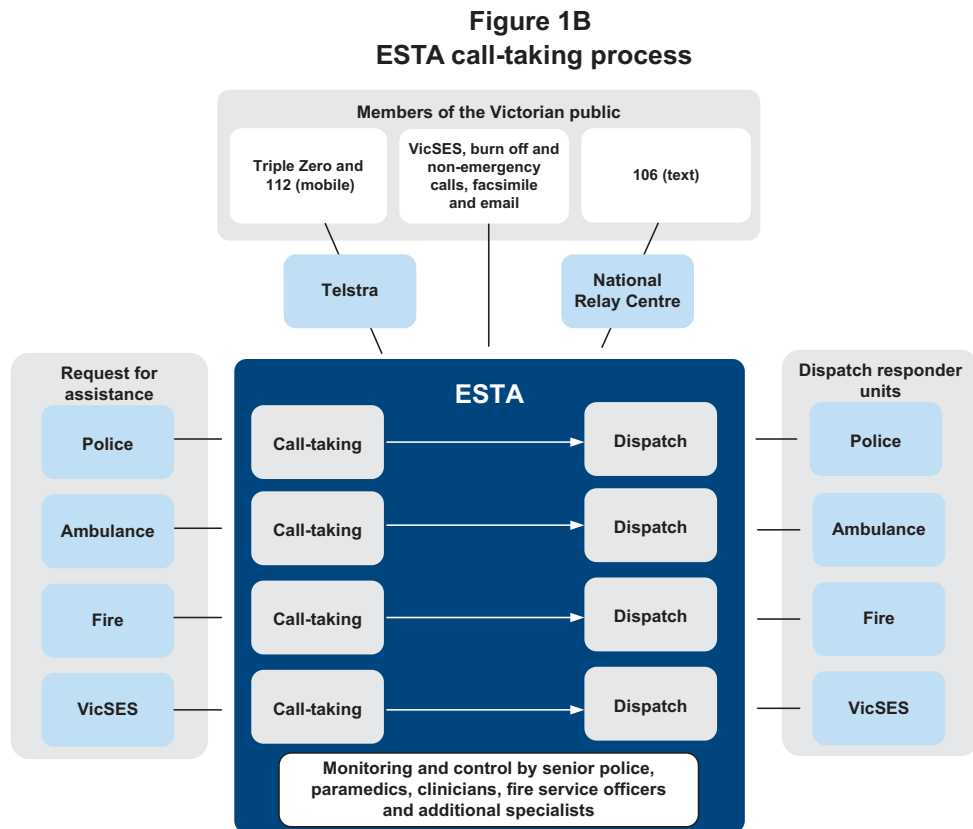 Figure 1B
ESTA call-taking process
Members of the Victorian public
Triple Zero and
112 (mobile)
VicSES, burn off and
non-emergency
calls, facsimile
and email
106 (text)
Telstra
National
Relay Centre
Request for
assistance
Police
Ambulance
Fire
VicSES
ESTA
Call-taking
Dispatch
Call-taking
Dispatch
Call-taking
Dispatch
Call-taking
Dispatch
Monitoring and control by senior police,
paramedics, clinicians, fire service officers
and additional specialists
Dispatch responder
units
Police
Ambulance
Fire
VicSES